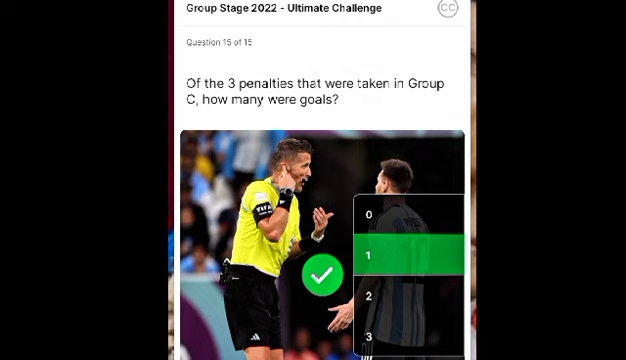 Group Stage 2022 - Ultimate Challenge
CC
Question 15 of 15
Of the 3 penalties that were taken in Group
C, how many were goals?
FIFA
0
1
2
3